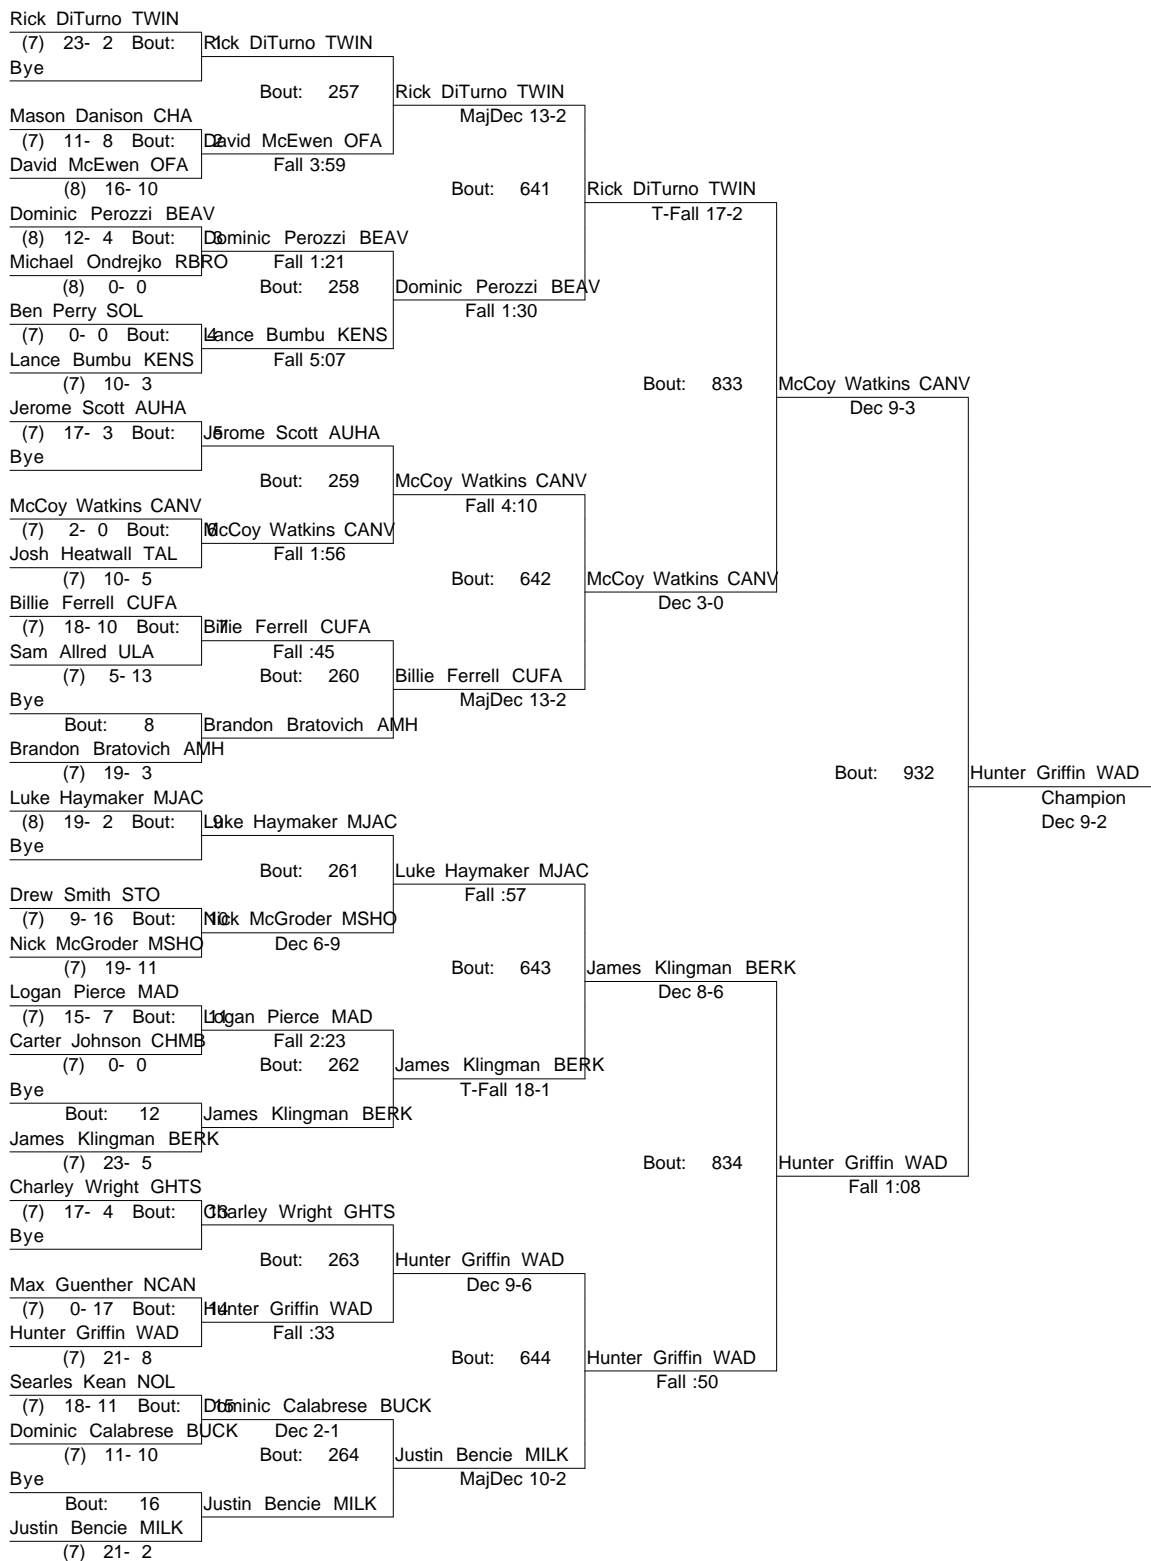 Rick DiTurno TWIN
(7) 23- 2 Bout: 1 Rick DiTurno TWIN
Bye
Bout: 257 Rick DiTurno TWIN
Mason Danison CHA MajDec 13-2
(7) 11- 8 Bout: 2 David McEwen OFA
David McEwen OFA Fall 3:59
(8) 16- 10 Bout: 641 Rick DiTurno TWIN
Dominic Perozzi BEAV T-Fall 17-2
(8) 12- 4 Bout: 3 Dominic Perozzi BEAV
Michael Ondrejko RBRO Fall 1:21
(8) 0- 0 Bout: 258 Dominic Perozzi BEAV
Ben Perry SOL Fall 1:30
(7) 0- 0 Bout: 4 Lance Bumbu KENS
Lance Bumbu KENS Fall 5:07
(7) 10- 3 Bout: 833 McCoy Watkins CANV
Jerome Scott AUHA Dec 9-3
(7) 17- 3 Bout: 5 Jerome Scott AUHA
Bye
Bout: 259 McCoy Watkins CANV
McCoy Watkins CANV Fall 4:10
(7) 2- 0 Bout: 6 McCoy Watkins CANV
Josh Heatwall TAL Fall 1:56
(7) 10- 5 Bout: 642 McCoy Watkins CANV
Billie Ferrell CUFA Dec 3-0
(7) 18- 10 Bout: 7 Billie Ferrell CUFA
Sam Allred ULA Fall :45
(7) 5- 13 Bout: 260 Billie Ferrell CUFA
Bye MajDec 13-2
Bout: 8 Brandon Bratovich AMH
Brandon Bratovich AMH
(7) 19- 3 Bout: 932 Hunter Griffin WAD
Luke Haymaker MJAC Champion
(8) 19- 2 Bout: 9 Luke Haymaker MJAC Dec 9-2
Bye
Bout: 261 Luke Haymaker MJAC
Drew Smith STO Fall :57
(7) 9- 16 Bout: 10 Nick McGroder MSHO
Nick McGroder MSHO Dec 6-9
(7) 19- 11 Bout: 643 James Klingman BERK
Logan Pierce MAD Dec 8-6
(7) 15- 7 Bout: 11 Logan Pierce MAD
Carter Johnson CHMB Fall 2:23
(7) 0- 0 Bout: 262 James Klingman BERK
Bye T-Fall 18-1
Bout: 12 James Klingman BERK
James Klingman BERK
(7) 23- 5 Bout: 834 Hunter Griffin WAD
Charley Wright GHTS Fall 1:08
(7) 17- 4 Bout: 13 Charley Wright GHTS
Bye
Bout: 263 Hunter Griffin WAD
Max Guenther NCAN Dec 9-6
(7) 0- 17 Bout: 14 Hunter Griffin WAD
Hunter Griffin WAD Fall :33
(7) 21- 8 Bout: 644 Hunter Griffin WAD
Searles Kean NOL Fall :50
(7) 18- 11 Bout: 15 Dominic Calabrese BUCK
Dominic Calabrese BUCK Dec 2-1
(7) 11- 10 Bout: 264 Justin Bencie MILK
Bye MajDec 10-2
Bout: 16 Justin Bencie MILK
Justin Bencie MILK
(7) 21- 2